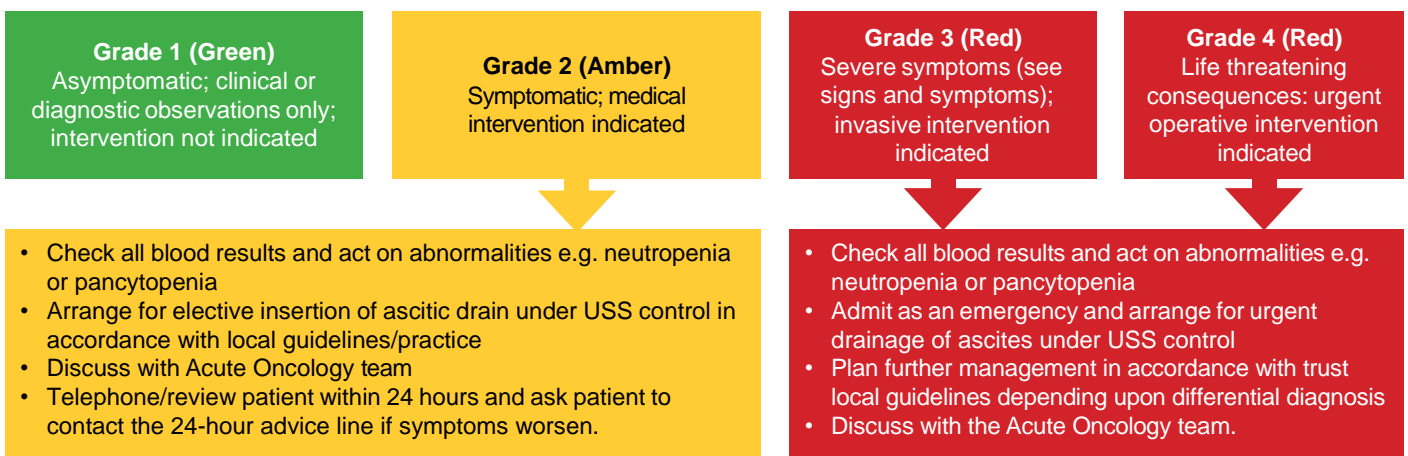 Grade 1 (Green)
Asymptomatic; clinical or
diagnostic observations only;
intervention not indicated
Grade 2 (Amber)
Symptomatic; medical
intervention indicated
Grade 3 (Red)
Severe symptoms (see
signs and symptoms);
invasive intervention
indicated
Grade 4 (Red)
Life threatening
consequences: urgent
operative intervention
indicated
• Check all blood results and act on abnormalities e.g. neutropenia
or pancytopenia
• Arrange for elective insertion of ascitic drain under USS control in
accordance with local guidelines/practice
• Discuss with Acute Oncology team
• Telephone/review patient within 24 hours and ask patient to
contact the 24-hour advice line if symptoms worsen.
• Check all blood results and act on abnormalities e.g.
neutropenia or pancytopenia
• Admit as an emergency and arrange for urgent
drainage of ascites under USS control
• Plan further management in accordance with trust
local guidelines depending upon differential diagnosis
• Discuss with the Acute Oncology team.